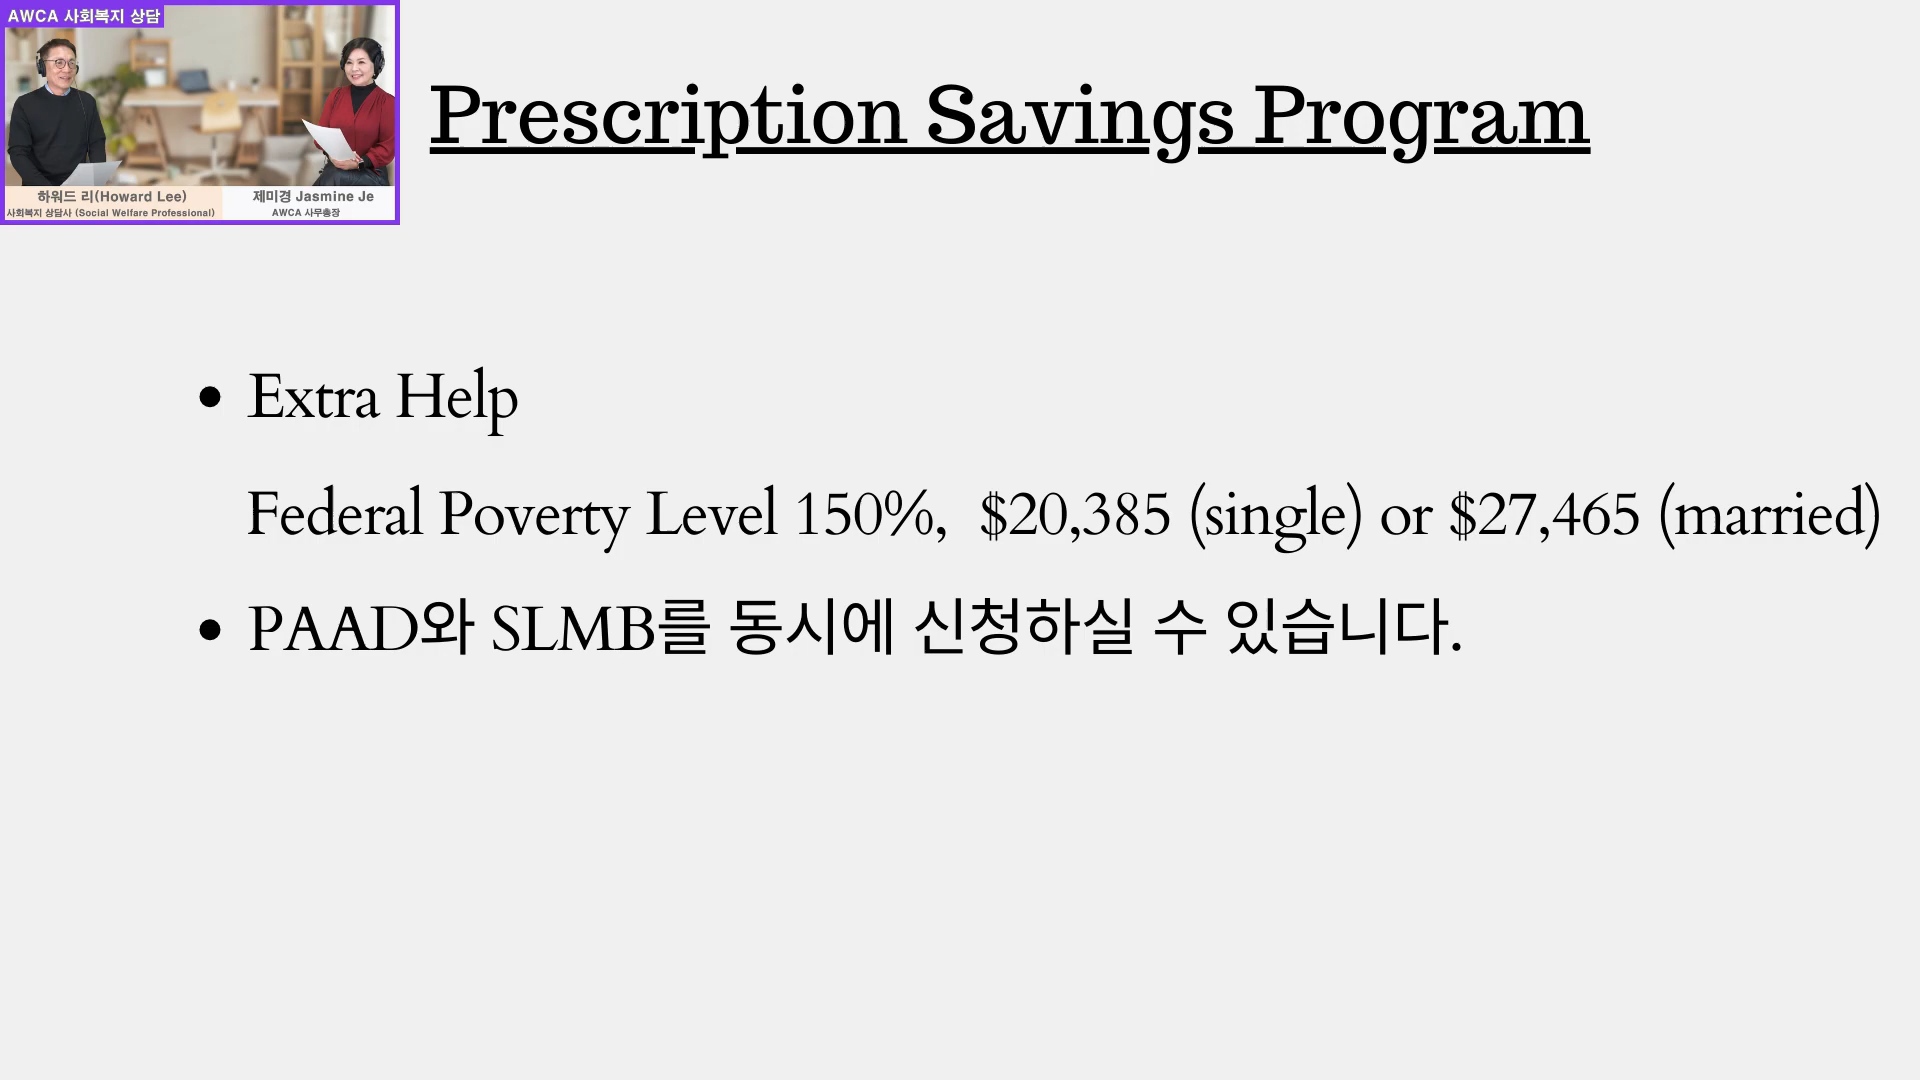 AWCA 사회복지 상담
하워드 리(Howard Lee)
사회복지 상담사 (Social Welfare Professional)
제미경 Jasmine Je
AWCA 사무총장
Prescription Savings Program
• Extra Help
Federal Poverty Level 150%, $20,385 (single) or $27,465 (married)
• PAAD와 SLMB를 동시에 신청하실 수 있습니다.